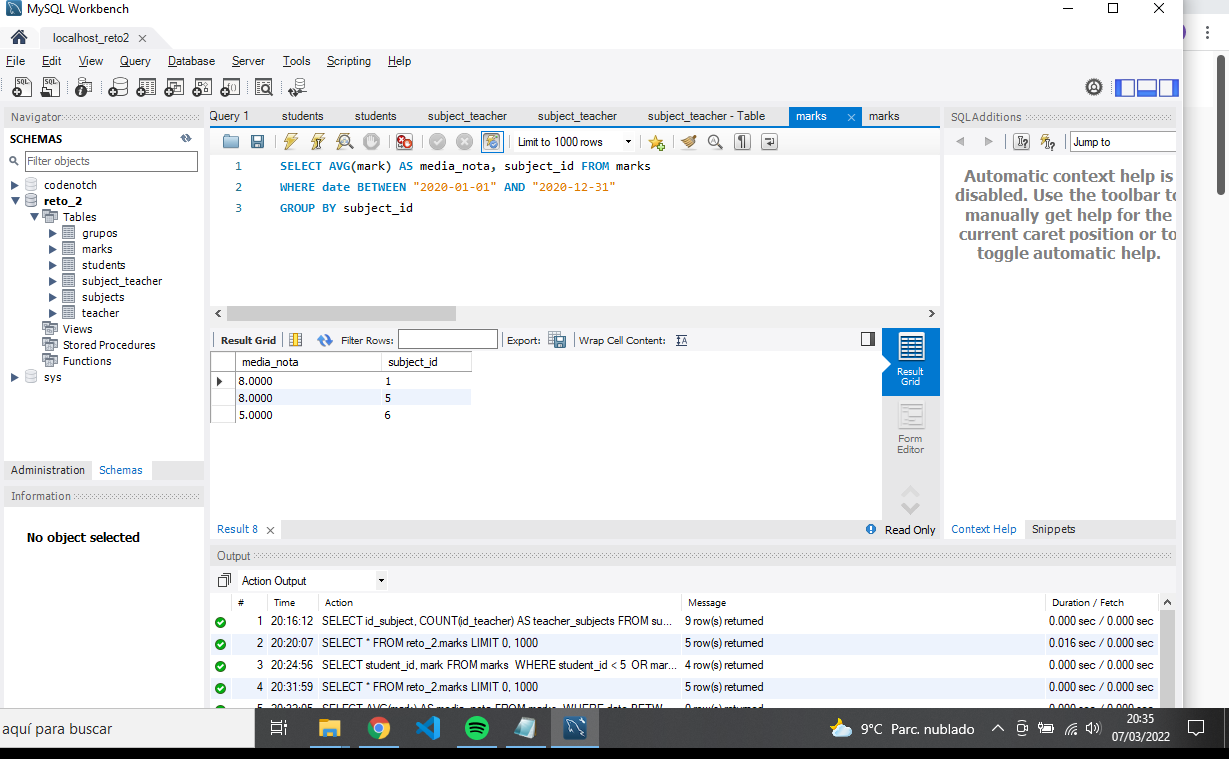 MySQL Workbench
localhost_reto2
File Edit View Query Database Server Tools Scripting Help
Navigator
SCHEMAS
Filter objects
codenotch
reto_2
Tables
grupos
marks
students
subject_teacher
subjects
teacher
Views
Stored Procedures
Functions
sys
Administration Schemas
Information
No object selected
Query 1 students students subject_teacher subject_teacher subject_teacher - Table marks marks
Limit to 1000 rows
1 SELECT AVG(mark) AS media_nota, subject_id FROM marks
2 WHERE date BETWEEN "2020-01-01" AND "2020-12-31"
3 GROUP BY subject_id
Result Grid Filter Rows: Export: Wrap Cell Content:
media_nota subject_id
8.0000 1
8.0000 5
5.0000 6
Result
Grid
Form
Editor
Result 8
Read Only
SQLAdditions
Jump to
Automatic context help is
disabled. Use the toolbar to
manually get help for the
current caret position or to
toggle automatic help.
Context Help Snippets
Output
Action Output
# Time Action Message Duration / Fetch
1 20:16:12 SELECT id_subject, COUNT(id_teacher) AS teacher_subjects FROM su... 9 row(s) returned 0.000 sec / 0.000 sec
2 20:20:07 SELECT * FROM reto_2.marks LIMIT 0, 1000 5 row(s) returned 0.016 sec / 0.000 sec
3 20:24:56 SELECT student_id, mark FROM marks WHERE student_id < 5 OR mar... 4 row(s) returned 0.000 sec / 0.000 sec
4 20:31:59 SELECT * FROM reto_2.marks LIMIT 0, 1000 5 row(s) returned 0.000 sec / 0.000 sec
aquí para buscar
9°C Parc. nublado
20:35
07/03/2022